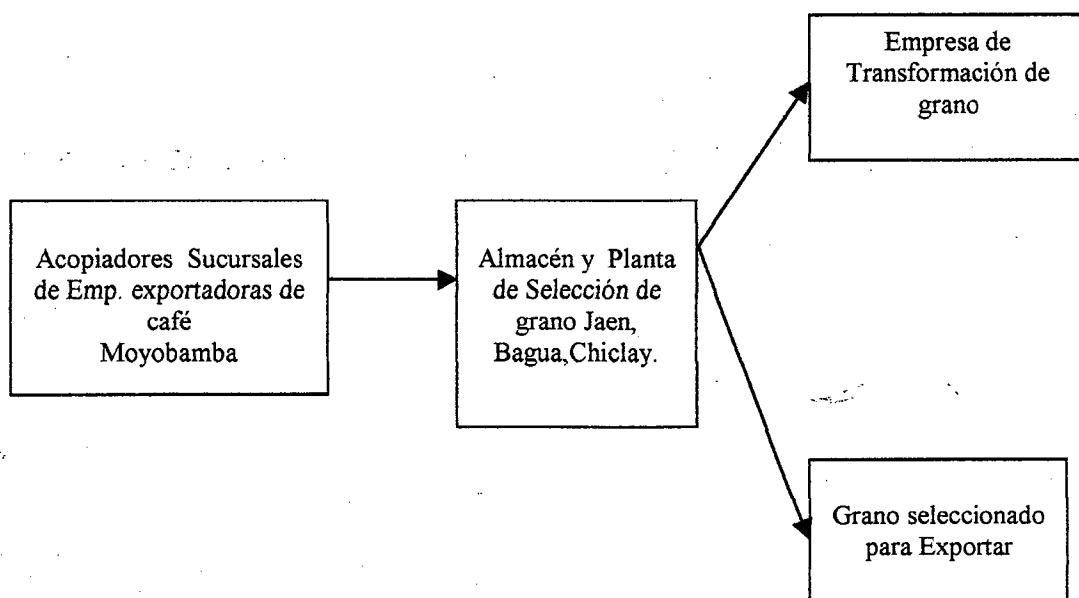 Empresa de
Transformación de
grano
Acopiadores Sucursales
de Emp. exportadoras de
café
Moyobamba
Almacén y Planta
de Selección de
grano Jaen,
Bagua,Chiclay.
Grano seleccionado
para Exportar